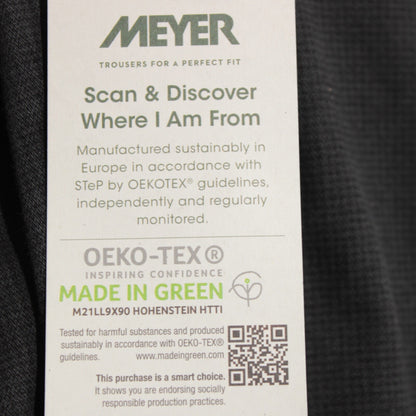 MEYER
TROUSERS FOR A PERFECT FIT
Scan & Discover
Where I Am From
Manufactured sustainably in
Europe in accordance with
STeP by OEKOTEX® guidelines,
independently and regularly
monitored.
OEKO-TEX®
INSPIRING CONFIDENCE
MADE IN GREEN
M21LL9X90 HOHENSTEIN HTTI
Tested for harmful substances and produced
sustainably in accordance with OEKO-TEX®
guidelines. www.madeingreen.com
This purchase is a smart choice.
It shows you are endorsing socially
responsible production practices.